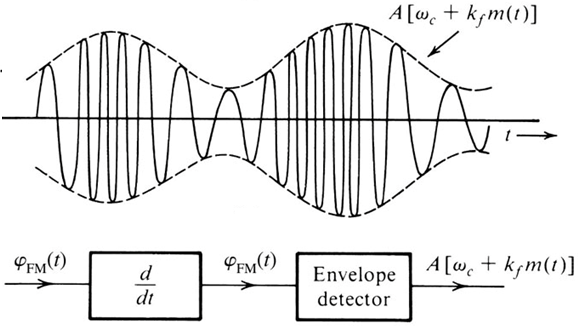 A[ω_c + k_f m(t)]
t
φ_FM(t)
d/dt
φ_FM(t)
Envelope
detector
A[ω_c + k_f m(t)]